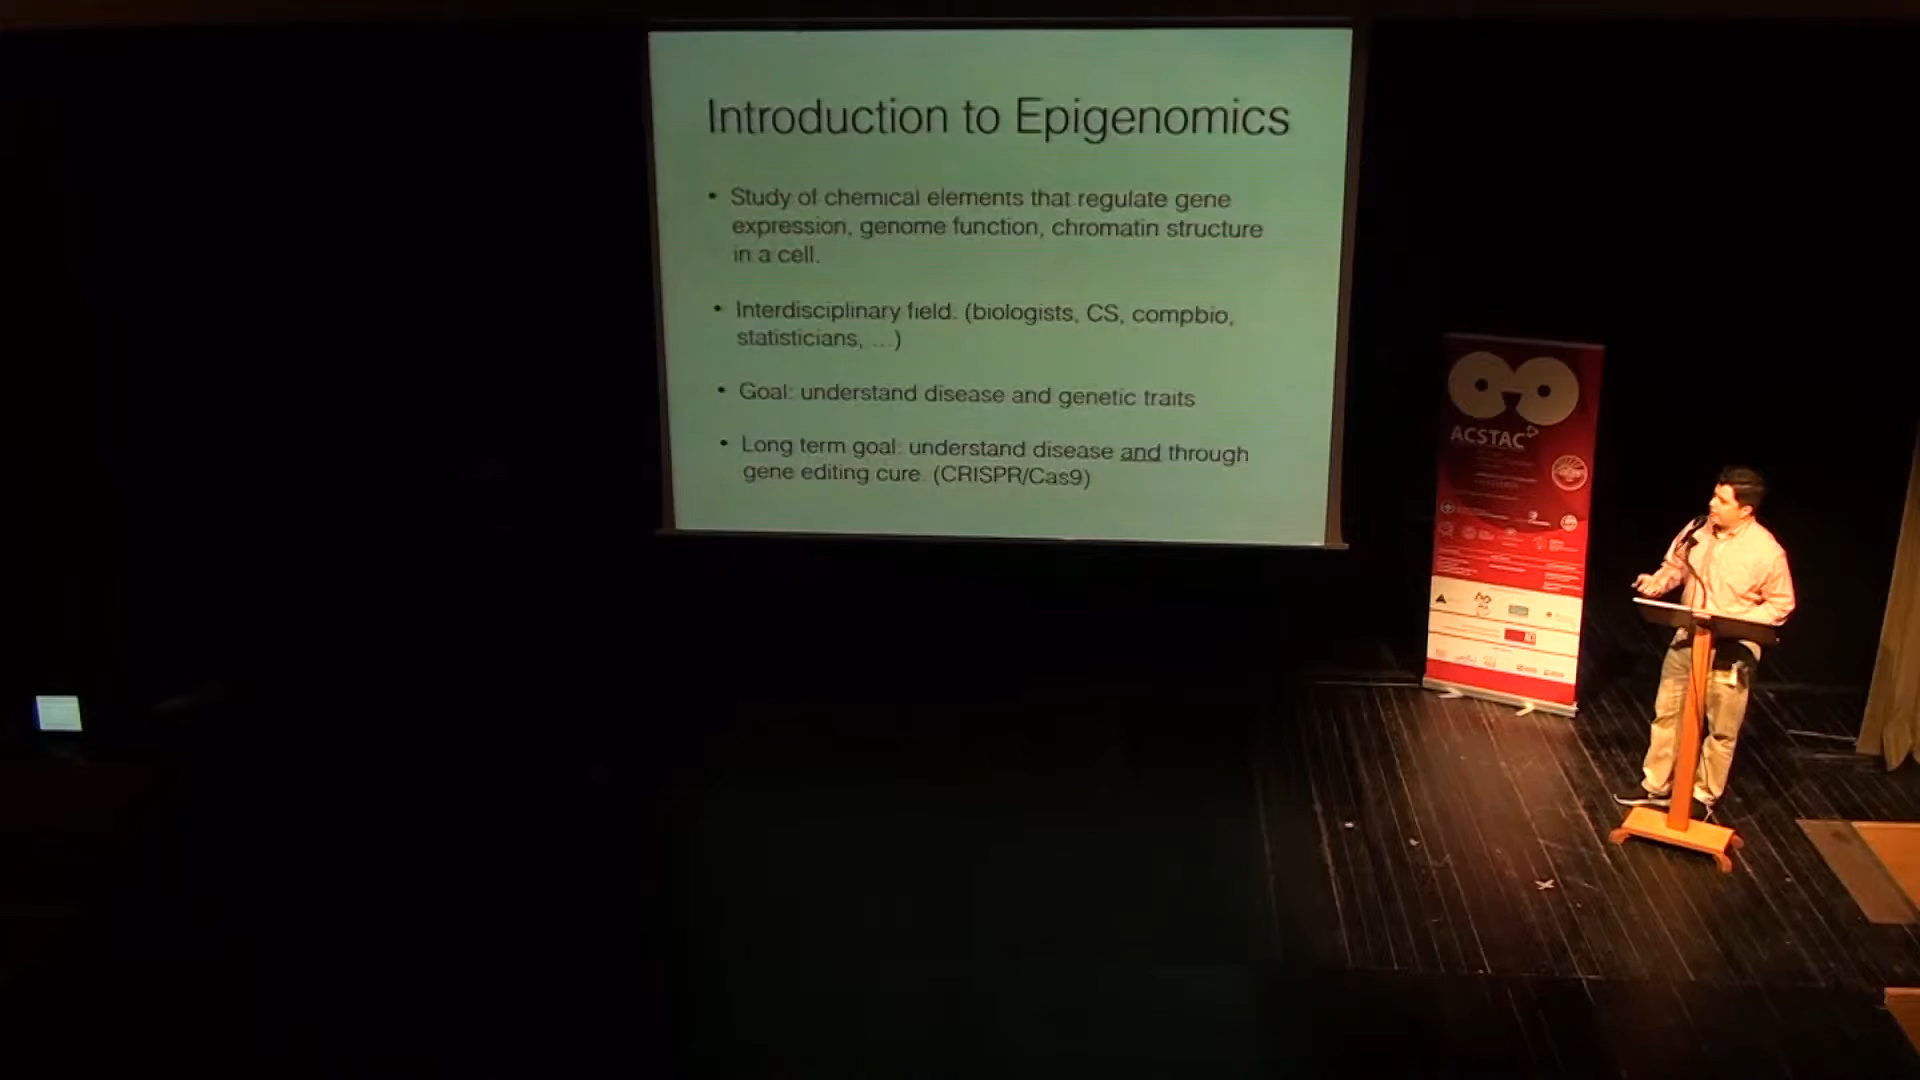 Introduction to Epigenomics
• Study of chemical elements that regulate gene
expression, genome function, chromatin structure
in a cell.
• Interdisciplinary field. (biologists, CS, compbio,
statisticians, …)
• Goal: understand disease and genetic traits
• Long term goal: understand disease and through
gene editing cure. (CRISPR/Cas9)
ACSTAC